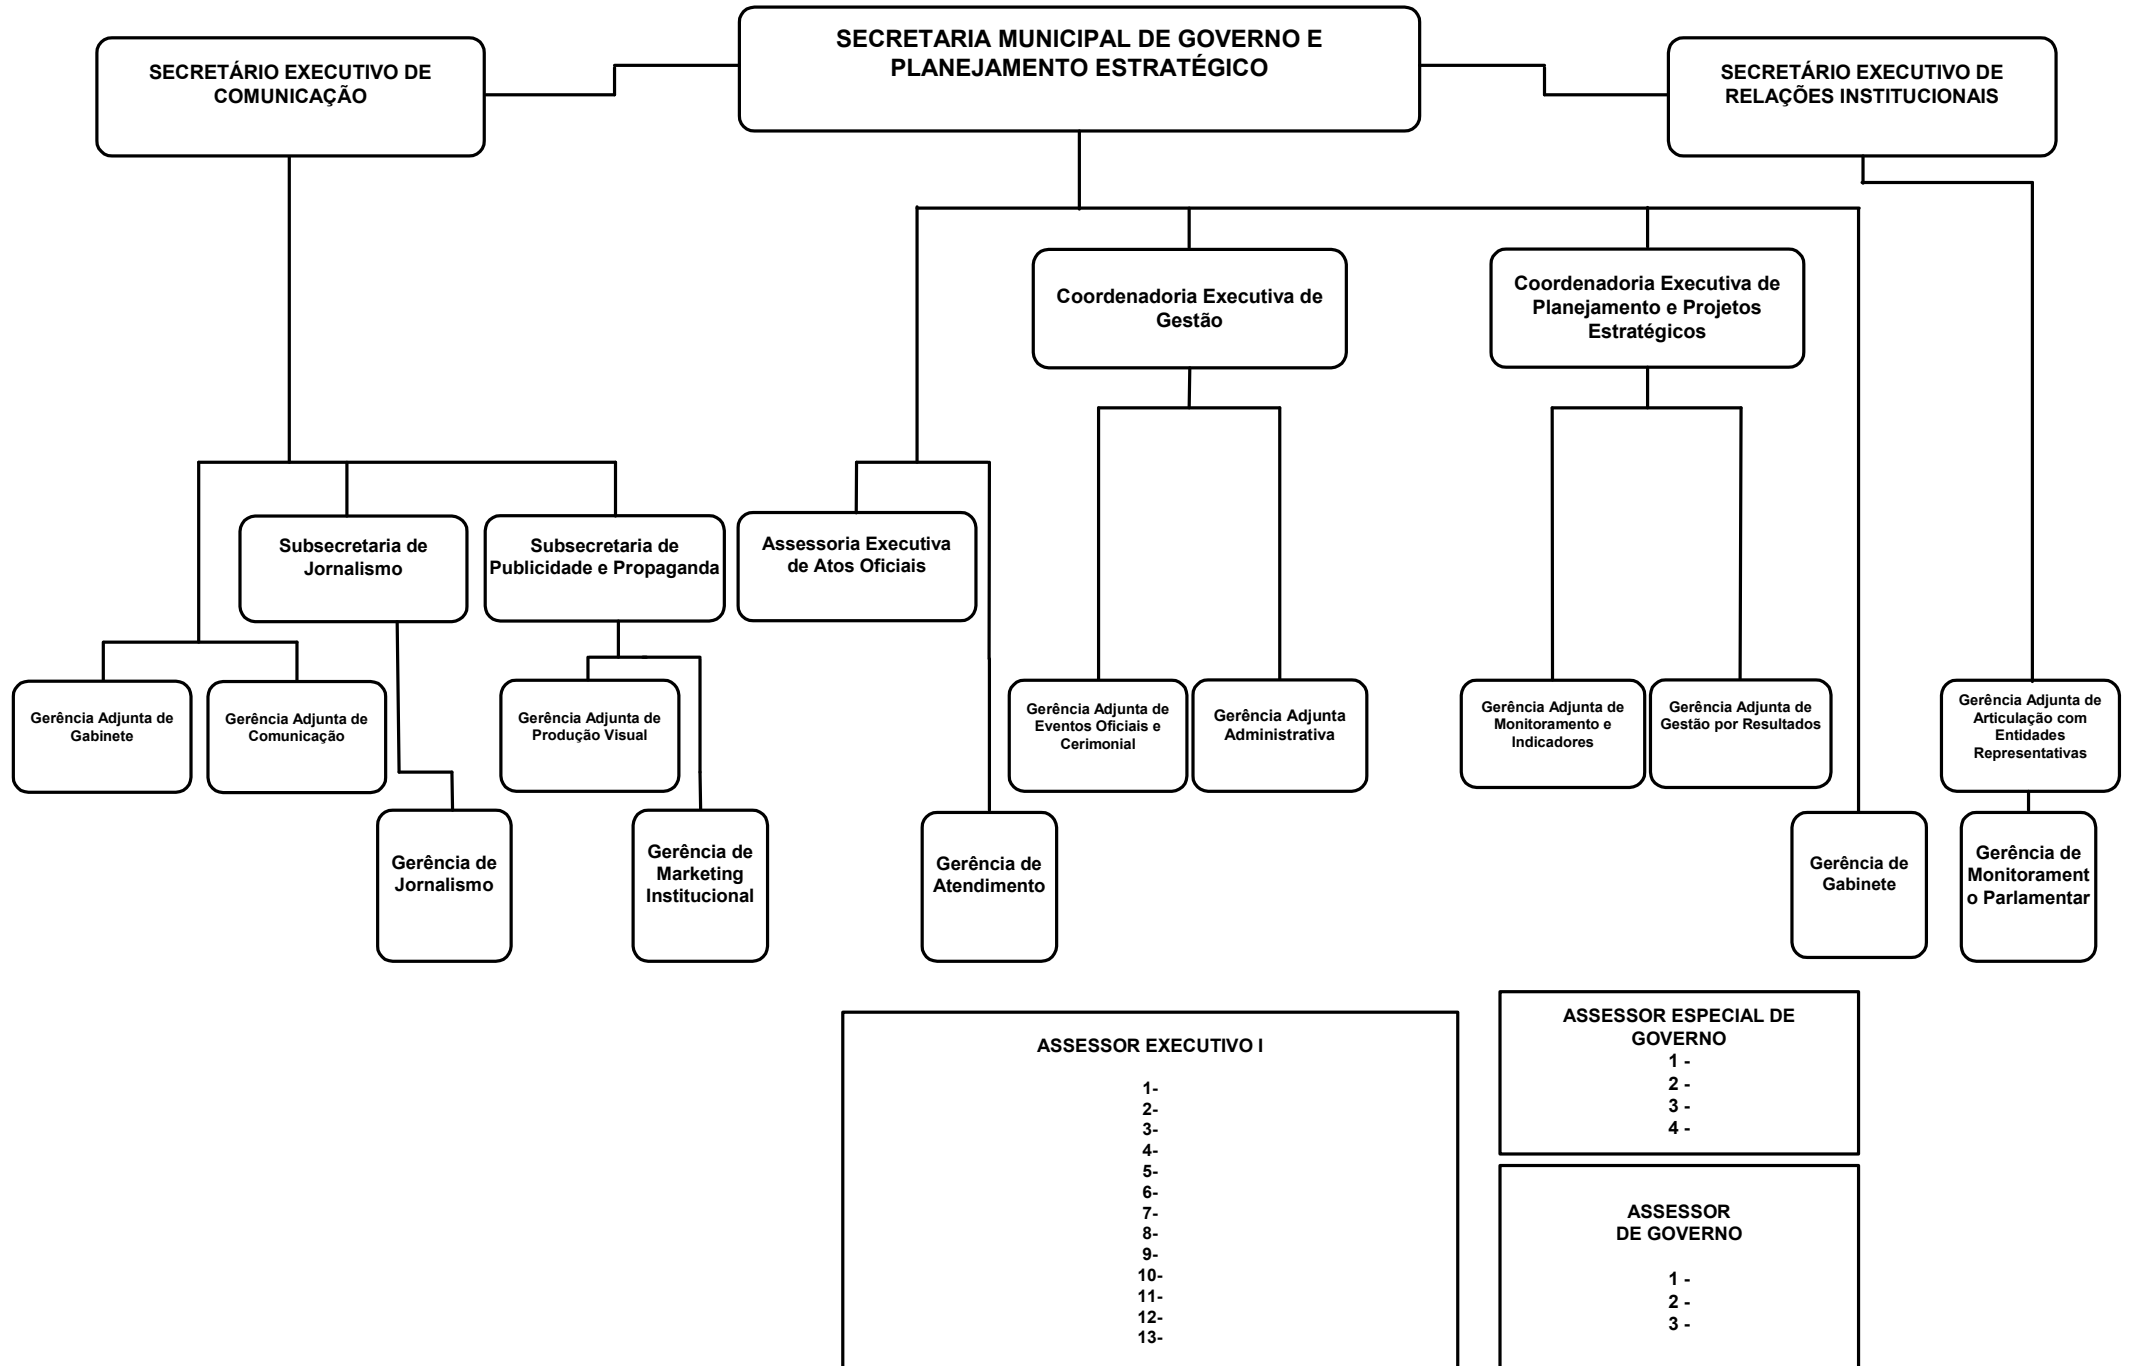 SECRETARIA MUNICIPAL DE GOVERNO E
PLANEJAMENTO ESTRATÉGICO
SECRETÁRIO EXECUTIVO DE
COMUNICAÇÃO
SECRETÁRIO EXECUTIVO DE
RELAÇÕES INSTITUCIONAIS
Coordenadoria Executiva de
Gestão
Coordenadoria Executiva de
Planejamento e Projetos
Estratégicos
Subsecretaria de
Jornalismo
Subsecretaria de
Publicidade e Propaganda
Assessoria Executiva
de Atos Oficiais
Gerência Adjunta de
Gabinete
Gerência Adjunta de
Comunicação
Gerência Adjunta de
Produção Visual
Gerência Adjunta de
Eventos Oficiais e
Cerimonial
Gerência Adjunta
Administrativa
Gerência Adjunta de
Monitoramento e
Indicadores
Gerência Adjunta de
Gestão por Resultados
Gerência Adjunta de
Articulação com
Entidades
Representativas
Gerência de
Jornalismo
Gerência de
Marketing
Institucional
Gerência de
Atendimento
Gerência de
Gabinete
Gerência de
Monitorament
o Parlamentar
ASSESSOR EXECUTIVO I
1-
2-
3-
4-
5-
6-
7-
8-
9-
10-
11-
12-
13-
ASSESSOR ESPECIAL DE
GOVERNO
1 -
2 -
3 -
4 -
ASSESSOR
DE GOVERNO
1 -
2 -
3 -